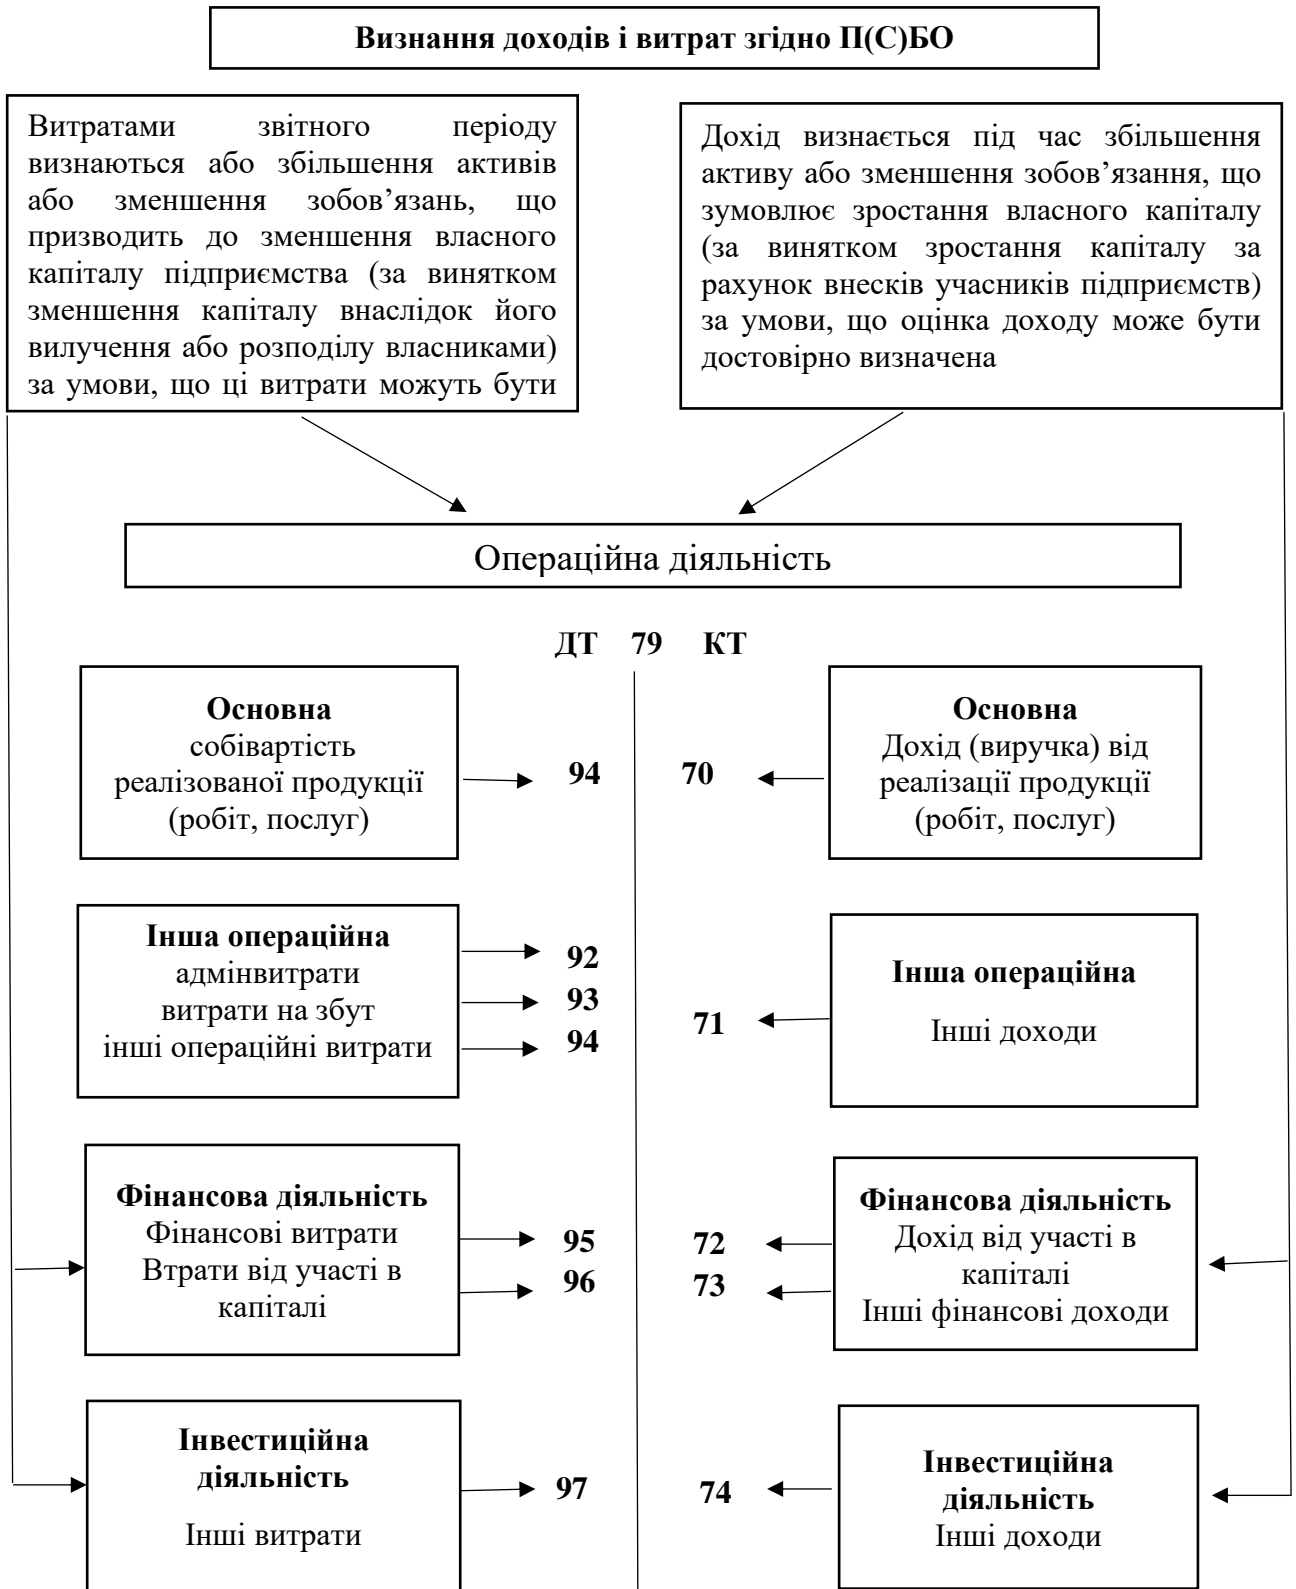 Визнання доходів і витрат згідно П(С)БО
Витратами звітного періоду
визнаються або збільшення активів
або зменшення зобов’язань, що
призводить до зменшення власного
капіталу підприємства (за винятком
зменшення капіталу внаслідок його
вилучення або розподілу власниками)
за умови, що ці витрати можуть бути
Дохід визнається під час збільшення
активу або зменшення зобов’язання, що
зумовлює зростання власного капіталу
(за винятком зростання капіталу за
рахунок внесків учасників підприємств)
за умови, що оцінка доходу може бути
достовірно визначена
Операційна діяльність
ДТ 79 КТ
Основна
собівартість
реалізованої продукції
(робіт, послуг)
94
70
Основна
Дохід (виручка) від
реалізації продукції
(робіт, послуг)
Інша операційна
адмінвитрати
витрати на збут
інші операційні витрати
92
93
94
71
Інша операційна
Інші доходи
Фінансова діяльність
Фінансові витрати
Втрати від участі в
капіталі
95
96
72
73
Фінансова діяльність
Дохід від участі в
капіталі
Інші фінансові доходи
Інвестиційна
діяльність
Інші витрати
97
74
Інвестиційна
діяльність
Інші доходи